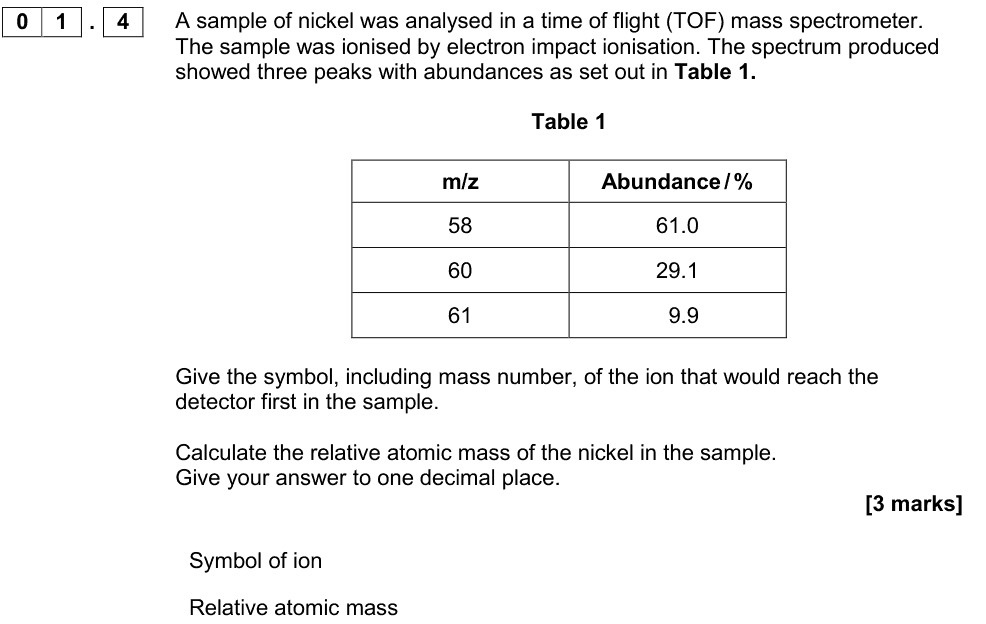 0 1 . 4 A sample of nickel was analysed in a time of flight (TOF) mass spectrometer.
The sample was ionised by electron impact ionisation. The spectrum produced
showed three peaks with abundances as set out in Table 1.
Table 1
m/z Abundance/%
58 61.0
60 29.1
61 9.9
Give the symbol, including mass number, of the ion that would reach the
detector first in the sample.
Calculate the relative atomic mass of the nickel in the sample.
Give your answer to one decimal place.
[3 marks]
Symbol of ion
Relative atomic mass